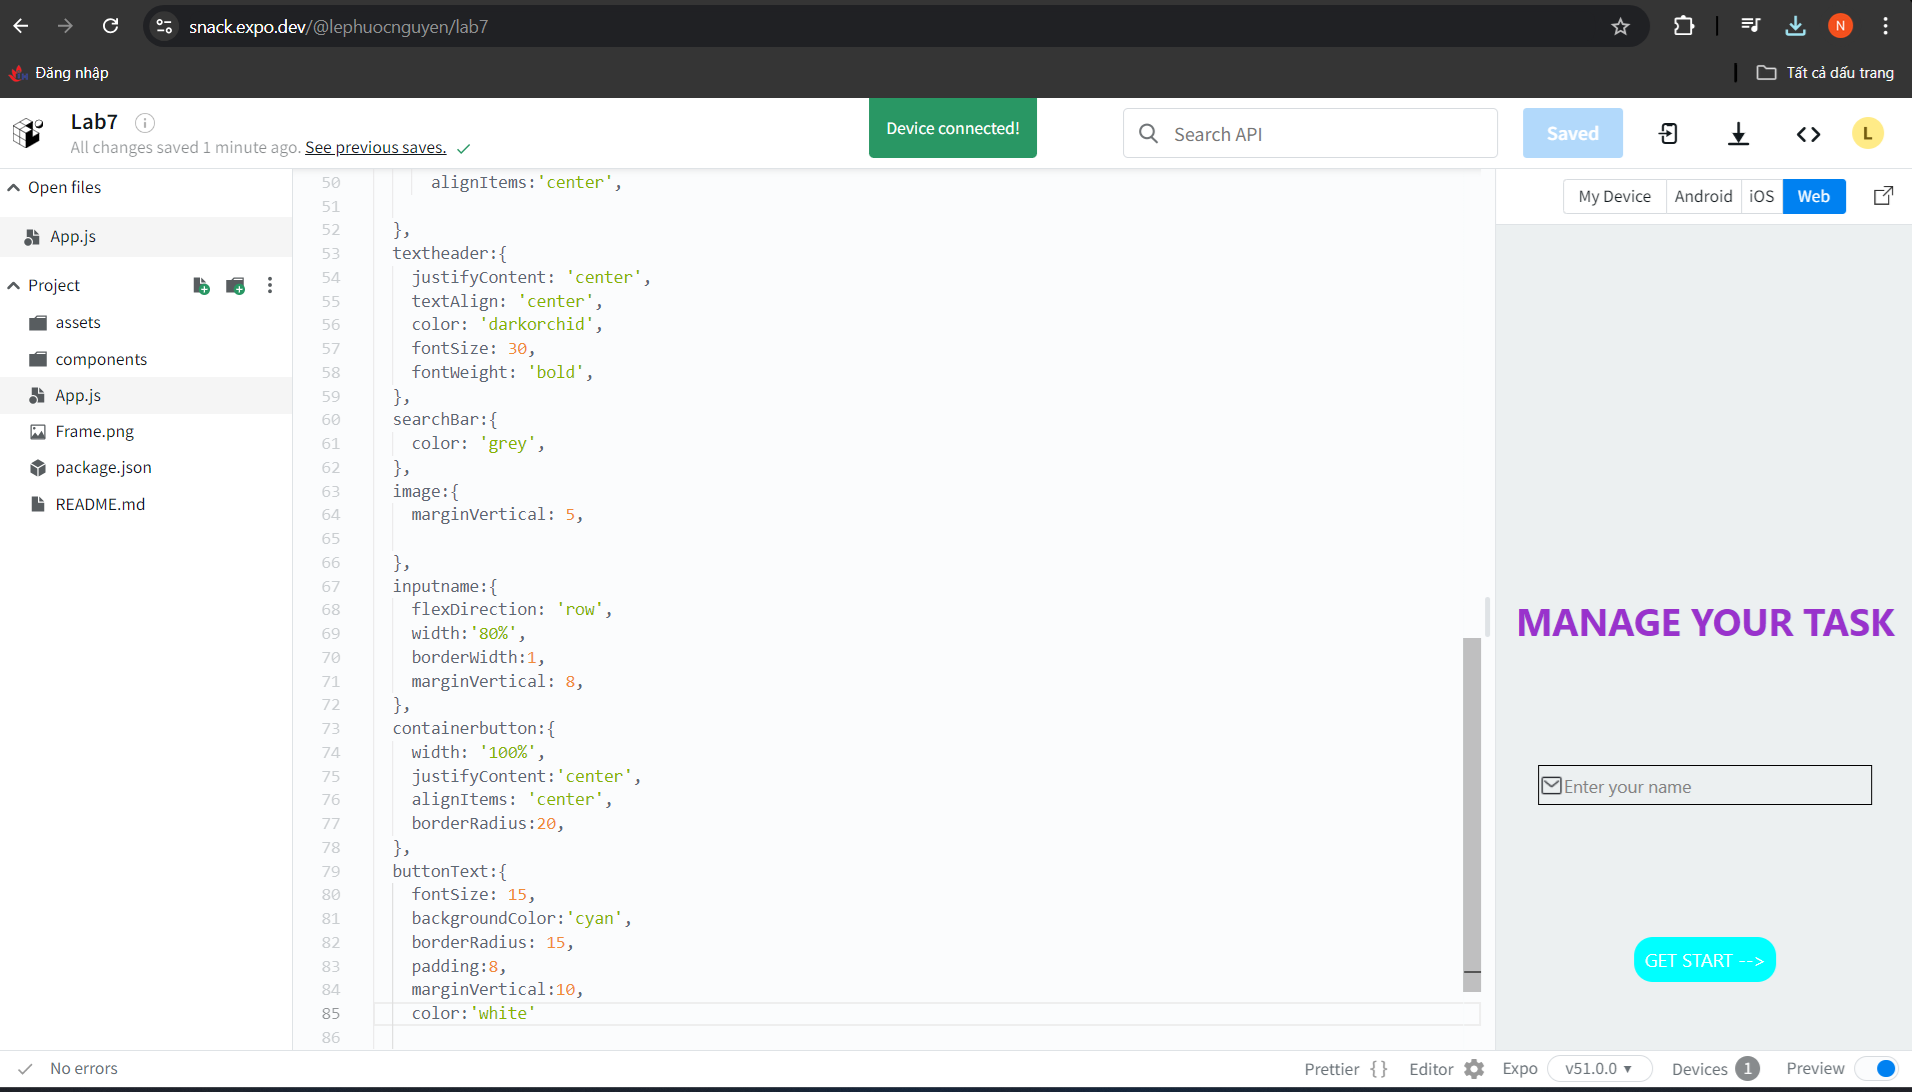 snack.expo.dev/@lephuocnguyen/lab7
N
Đăng nhập
Tất cả dấu trang
Lab7
All changes saved 1 minute ago. See previous saves.
Device connected!
Search API
Saved
L
Open files
App.js
Project
assets
components
App.js
Frame.png
package.json
README.md
50 alignItems:'center',
51
52 },
53 textheader:{
54 justifyContent: 'center',
55 textAlign: 'center',
56 color: 'darkorchid',
57 fontSize: 30,
58 fontWeight: 'bold',
59 },
60 searchBar:{
61 color: 'grey',
62 },
63 image:{
64 marginVertical: 5,
65
66 },
67 inputname:{
68 flexDirection: 'row',
69 width:'80%',
70 borderWidth:1,
71 marginVertical: 8,
72 },
73 containerbutton:{
74 width: '100%',
75 justifyContent:'center',
76 alignItems: 'center',
77 borderRadius:20,
78 },
79 buttonText:{
80 fontSize: 15,
81 backgroundColor:'cyan',
82 borderRadius: 15,
83 padding:8,
84 marginVertical:10,
85 color:'white'
86
My Device Android iOS Web
MANAGE YOUR TASK
Enter your name
GET START -->
No errors
Prettier {} Editor Expo v51.0.0 Devices 1 Preview